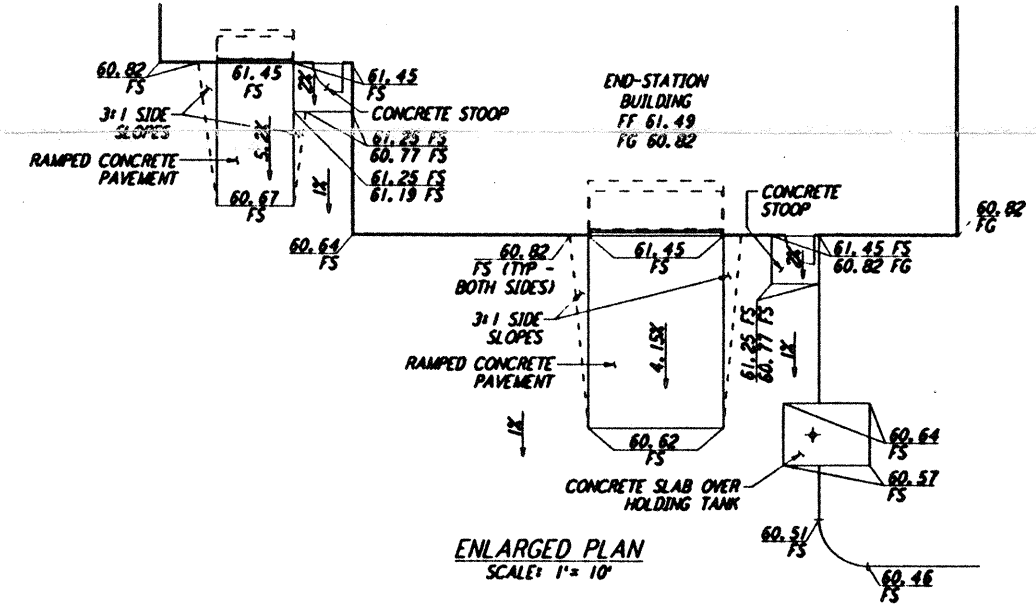 60.82
FS
61.45
FS
2%
61.45
FS
CONCRETE STOOP
3:1 SIDE
SLOPES
5.2%
61.25 FS
60.77 FS
RAMPED CONCRETE
PAVEMENT
61.25 FS
61.19 FS
1%
60.67
FS
60.64
FS
END-STATION
BUILDING
FF 61.49
FG 60.82
CONCRETE
STOOP
60.82
FG
60.82
FS (TYP -
BOTH SIDES)
61.45
FS
2%
61.45 FS
60.82 FG
3:1 SIDE
SLOPES
61.25 FS
60.77 FS
1%
4.15%
RAMPED CONCRETE
PAVEMENT
1%
60.62
FS
60.64
FS
60.57
FS
CONCRETE SLAB OVER
HOLDING TANK
60.51
FS
60.46
FS
ENLARGED PLAN
SCALE: 1"= 10'